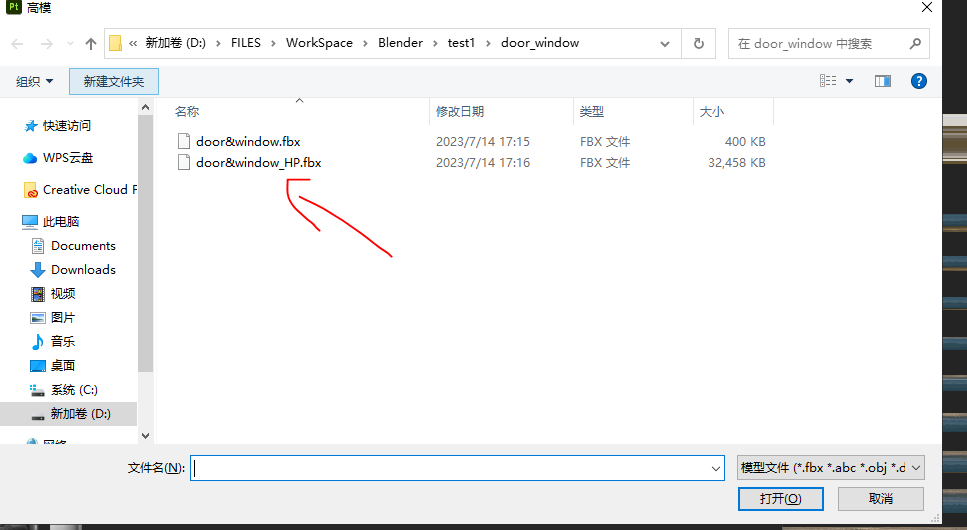 Pt 高模
« 新加卷 (D:) › FILES › WorkSpace › Blender › test1 › door_window
在 door_window 中搜索
组织 新建文件夹
名称 修改日期 类型 大小
door&window.fbx 2023/7/14 17:15 FBX 文件 400 KB
door&window_HP.fbx 2023/7/14 17:16 FBX 文件 32,458 KB
快速访问
WPS云盘
Creative Cloud F
此电脑
Documents
Downloads
视频
图片
音乐
桌面
系统 (C:)
新加卷 (D:)
网络
文件名(N):
模型文件 (*.fbx *.abc *.obj *.d
打开(O) 取消